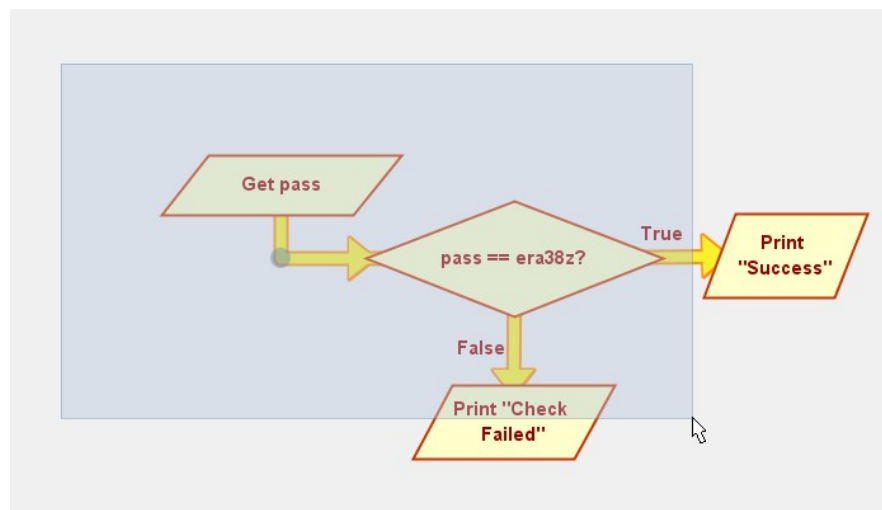 Get pass
pass == era38z?
True
Print
"Success"
False
Print "Check
Failed"